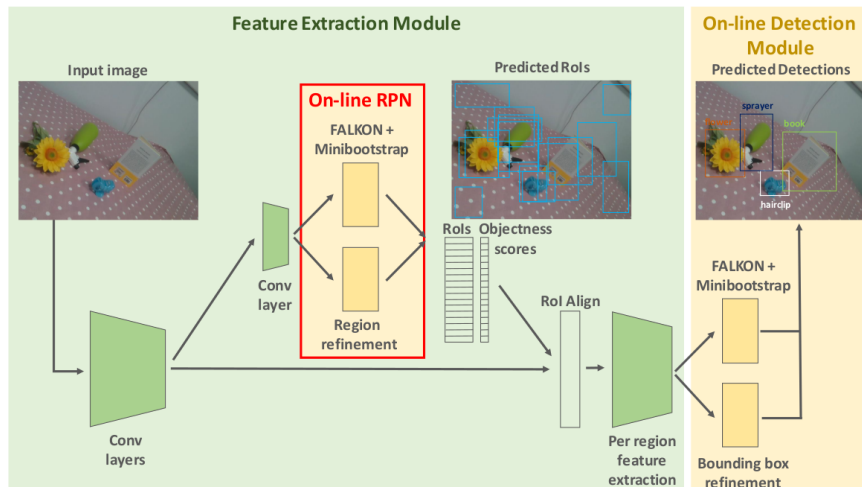 Feature Extraction Module
On-line Detection
Module
Input image
Predicted RoIs
Predicted Detections
On-line RPN
FALKON +
Minibootstrap
sprayer
book
hairclip
RoIs
Objectness
scores
Conv
layer
Region
refinement
RoI Align
FALKON +
Minibootstrap
Conv
layers
Per region
feature
extraction
Bounding box
refinement